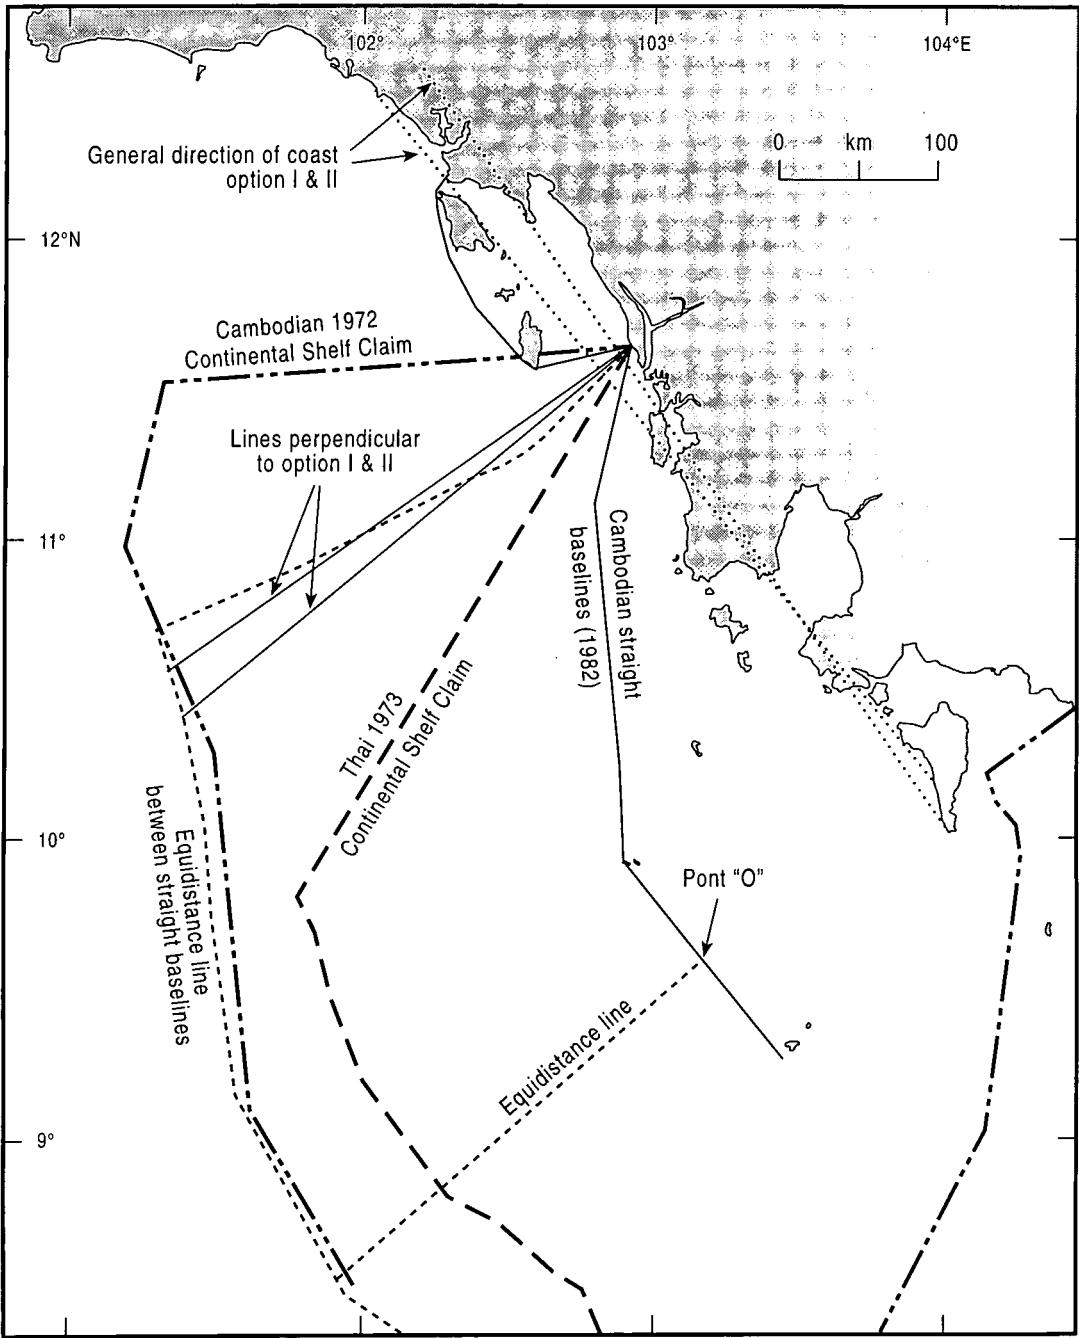 102°
103°
104°E
General direction of coast
option I & II
0 km 100
12°N
Cambodian 1972
Continental Shelf Claim
Lines perpendicular
to option I & II
11°
Cambodian straight
baselines (1982)
Thai 1973
Continental Shelf Claim
10°
Equidistance line
between straight baselines
Pont “O”
Equidistance line
9°